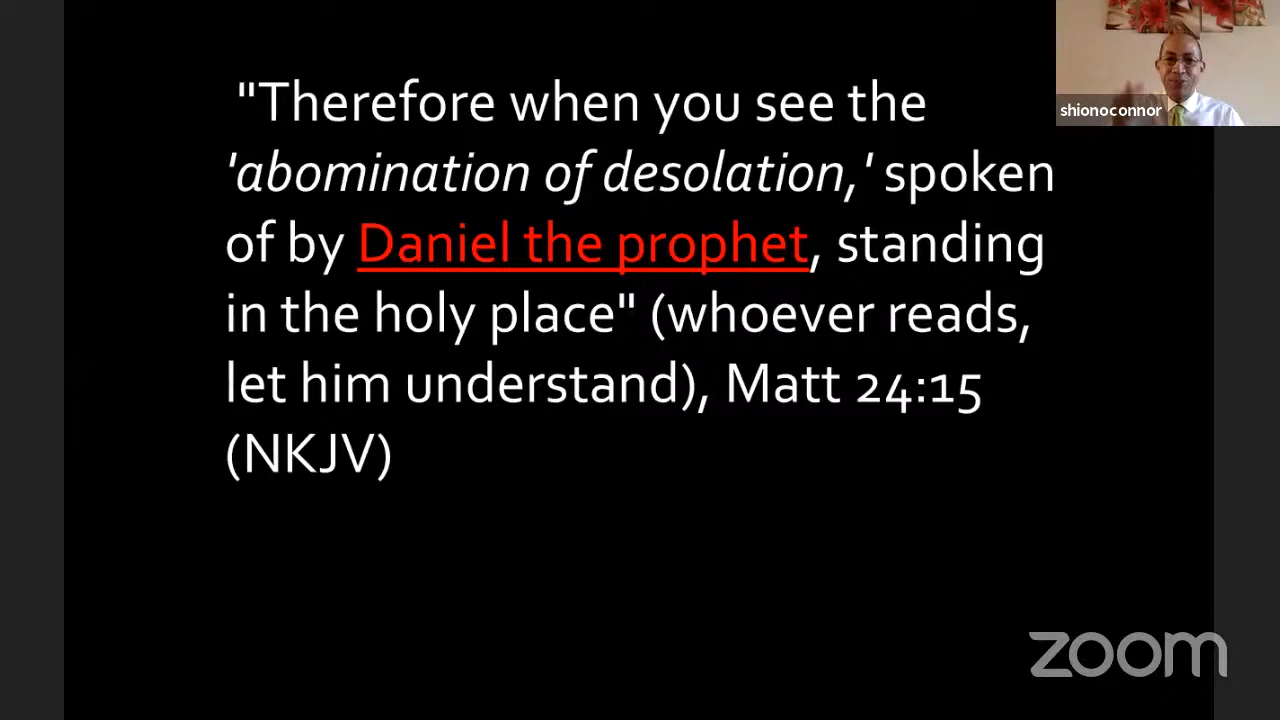 "Therefore when you see the
'abomination of desolation,' spoken
of by Daniel the prophet, standing
in the holy place" (whoever reads,
let him understand), Matt 24:15
(NKJV)
shionoconnor
zoom